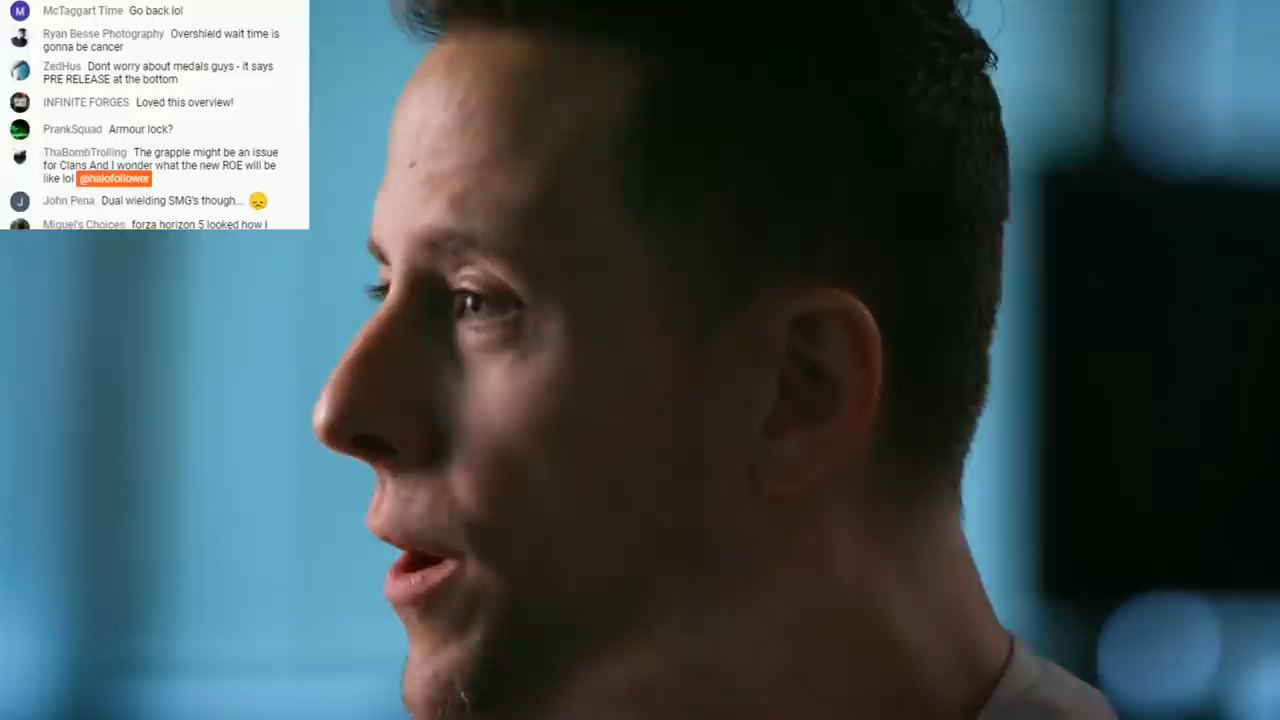 M McTaggart Time Go back lol
Ryan Besse Photography Overshield wait time is
gonna be cancer
ZedHus Dont worry about medals guys - it says
PRE RELEASE at the bottom
INFINITE FORGES Loved this overview!
PrankSquad Armour lock?
ThaBombTrolling The grapple might be an issue
for Clans And I wonder what the new ROE will be
like lol @halofollower
J John Pena Dual wielding SMG's though...
Miguel's Choices forza horizon 5 looked how I